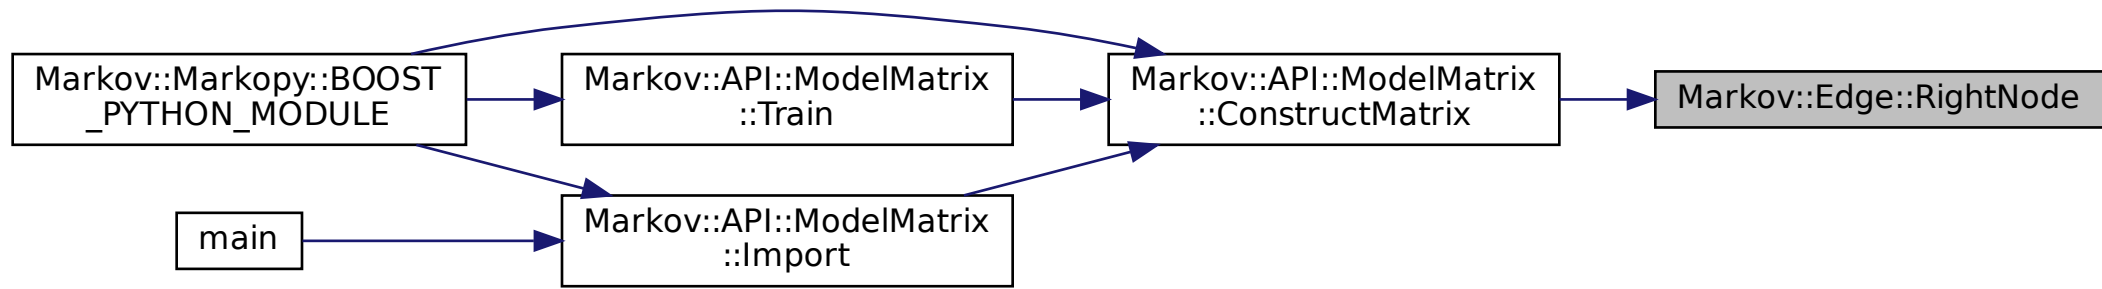 Markov::Markopy::BOOST
_PYTHON_MODULE
Markov::API::ModelMatrix
::Train
Markov::API::ModelMatrix
::ConstructMatrix
Markov::Edge::RightNode
main
Markov::API::ModelMatrix
::Import